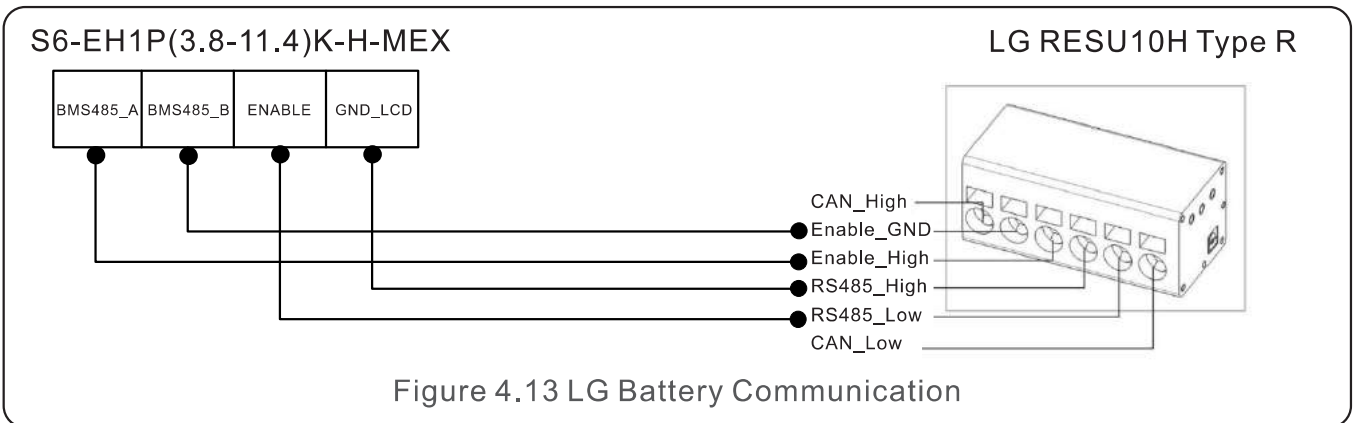 S6-EH1P(3.8-11.4)K-H-MEX
LG RESU10H Type R
BMS485_A
BMS485_B
ENABLE
GND_LCD
CAN_High
Enable_GND
Enable_High
RS485_High
RS485_Low
CAN_Low
Figure 4.13 LG Battery Communication